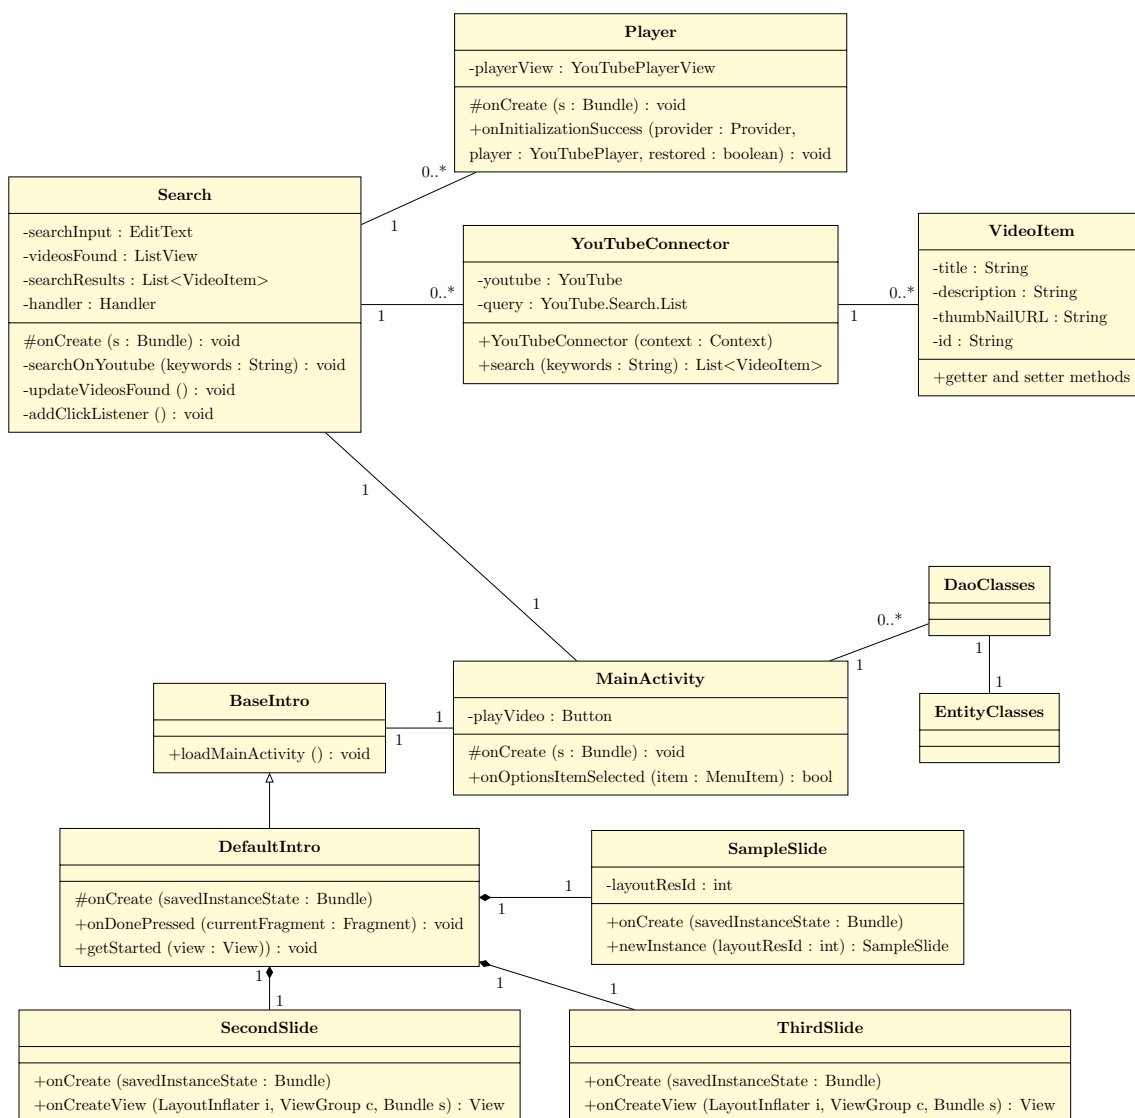 Player
-playerView : YouTubePlayerView
#onCreate (s : Bundle) : void
+onInitializationSuccess (provider : Provider,
player : YouTubePlayer, restored : boolean) : void
0..*
1
Search
-searchInput : EditText
-videosFound : ListView
-searchResults : List<VideoItem>
-handler : Handler
#onCreate (s : Bundle) : void
-searchOnYoutube (keywords : String) : void
-updateVideosFound () : void
-addClickListener () : void
1
0..*
YouTubeConnector
-youtube : YouTube
-query : YouTube.Search.List
+YouTubeConnector (context : Context)
+search (keywords : String) : List<VideoItem>
1
0..*
VideoItem
-title : String
-description : String
-thumbNailURL : String
-id : String
+getter and setter methods
1
1
DaoClasses
0..*
1
1
1
EntityClasses
MainActivity
-playVideo : Button
#onCreate (s : Bundle) : void
+onOptionsItemSelected (item : MenuItem) : bool
BaseIntro
+loadMainActivity () : void
1
1
DefaultIntro
#onCreate (savedInstanceState : Bundle)
+onDonePressed (currentFragment : Fragment) : void
+getStarted (view : View)) : void
1
1
SampleSlide
-layoutResId : int
+onCreate (savedInstanceState : Bundle)
+newInstance (layoutResId : int) : SampleSlide
1
1
1
1
SecondSlide
+onCreate (savedInstanceState : Bundle)
+onCreateView (LayoutInflater i, ViewGroup c, Bundle s) : View
ThirdSlide
+onCreate (savedInstanceState : Bundle)
+onCreateView (LayoutInflater i, ViewGroup c, Bundle s) : View